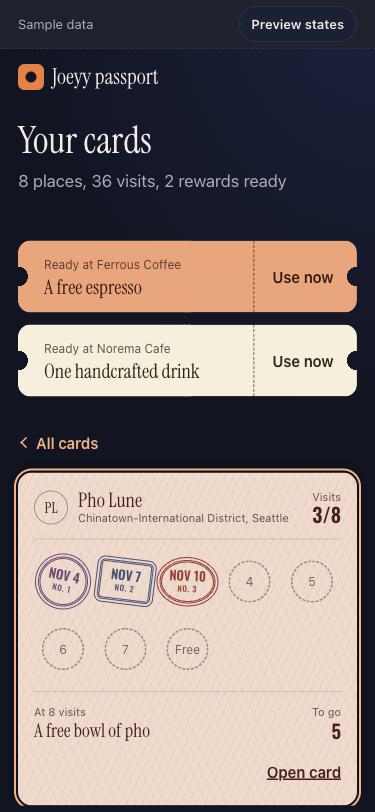 Sample data
Preview states
Joeyy passport
Your cards
8 places, 36 visits, 2 rewards ready
Ready at Ferrous Coffee
A free espresso
Use now
Ready at Norema Cafe
One handcrafted drink
Use now
All cards
PL
Pho Lune
Chinatown–International District, Seattle
Visits
3/8
NOV 4
NO. 1
NOV 7
NO. 2
NOV 10
NO. 3
4
5
6
7
Free
At 8 visits
A free bowl of pho
To go
5
Open card